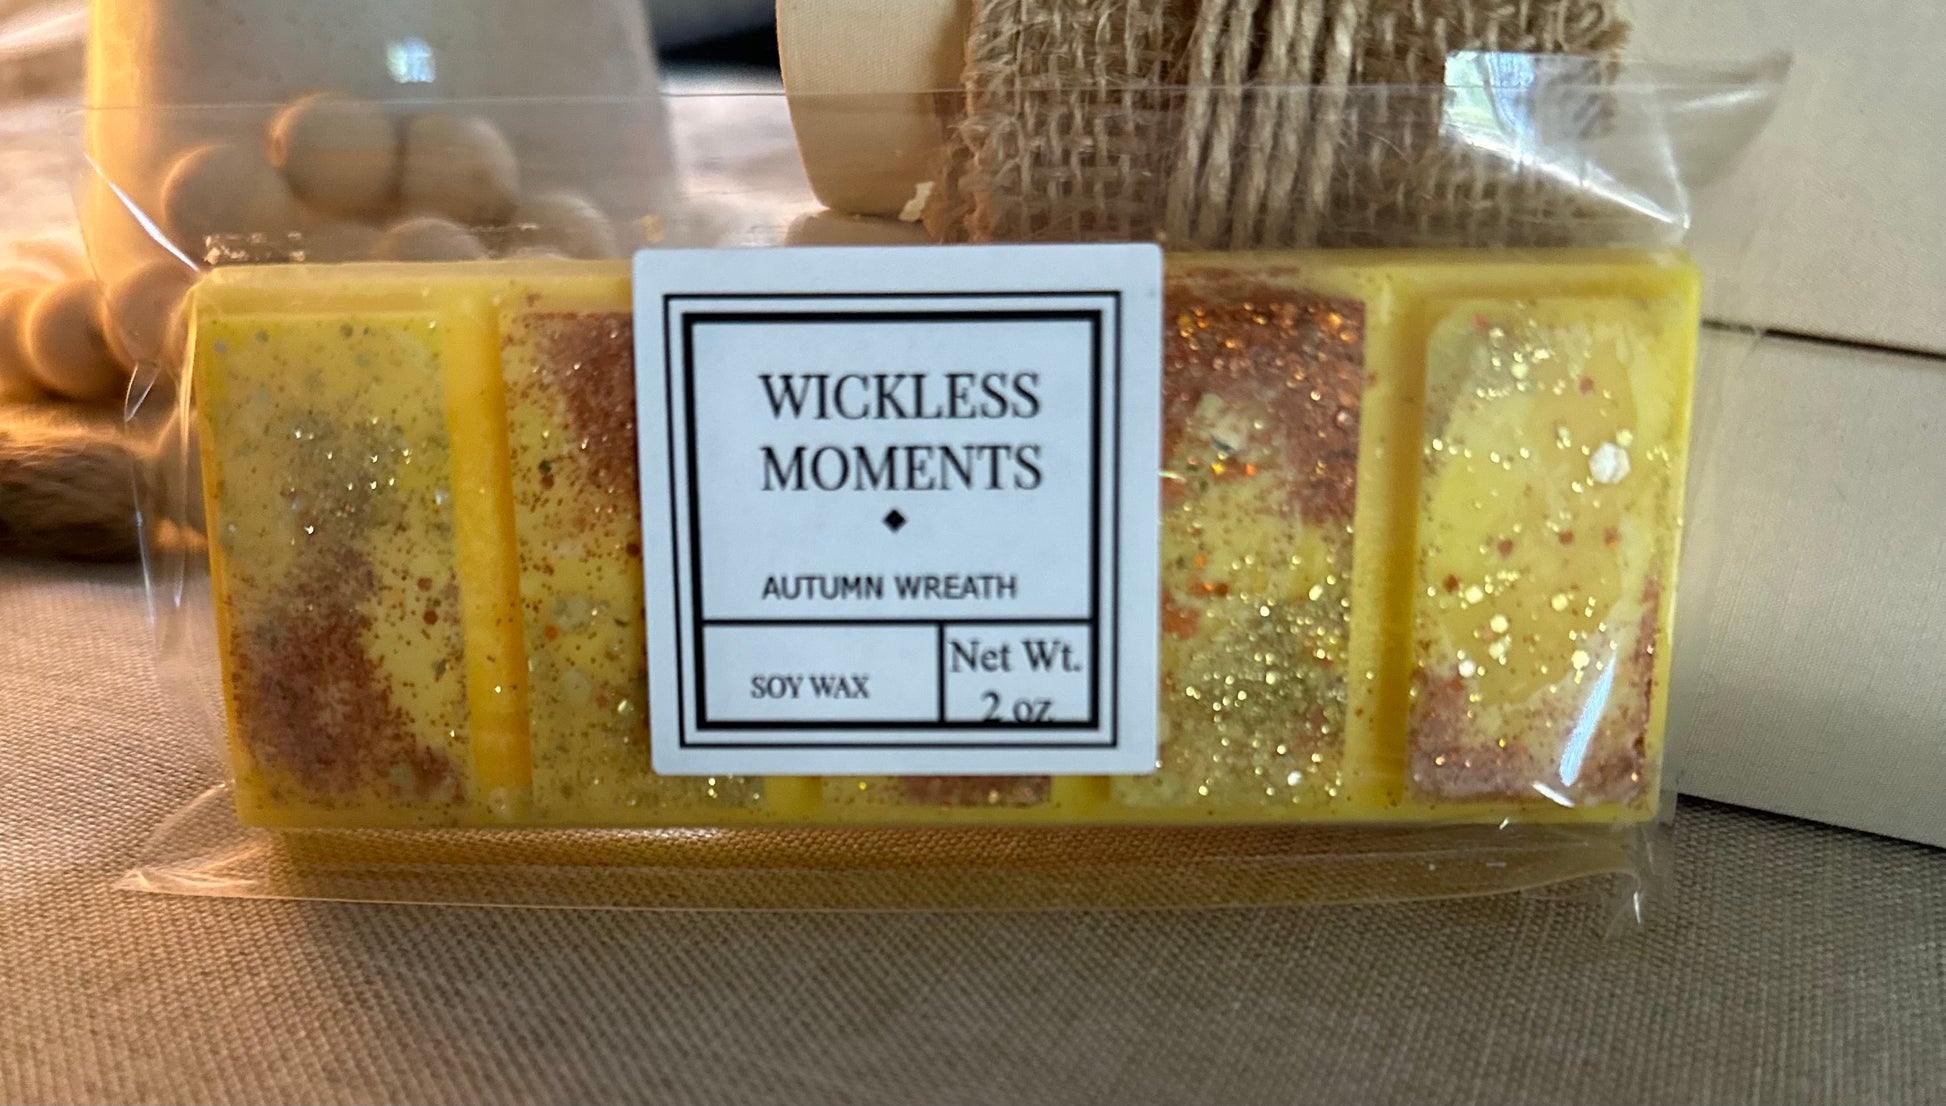 WICKLESS
MOMENTS
AUTUMN WREATH
SOY WAX
Net Wt.
2 oz